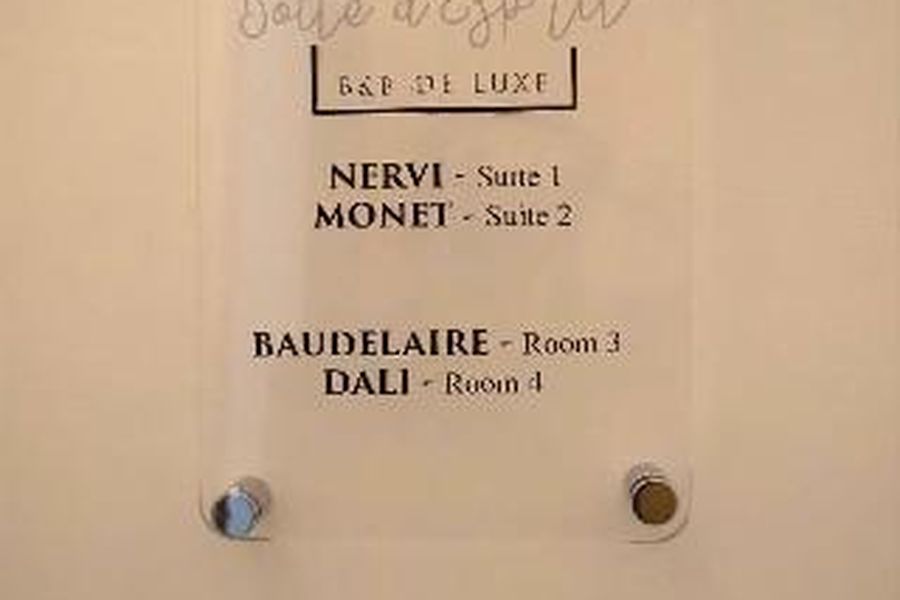 B&B DE LUXE
NERVI - Suite 1
MONET - Suite 2
BAUDELAIRE - Room 3
DALI - Room 4